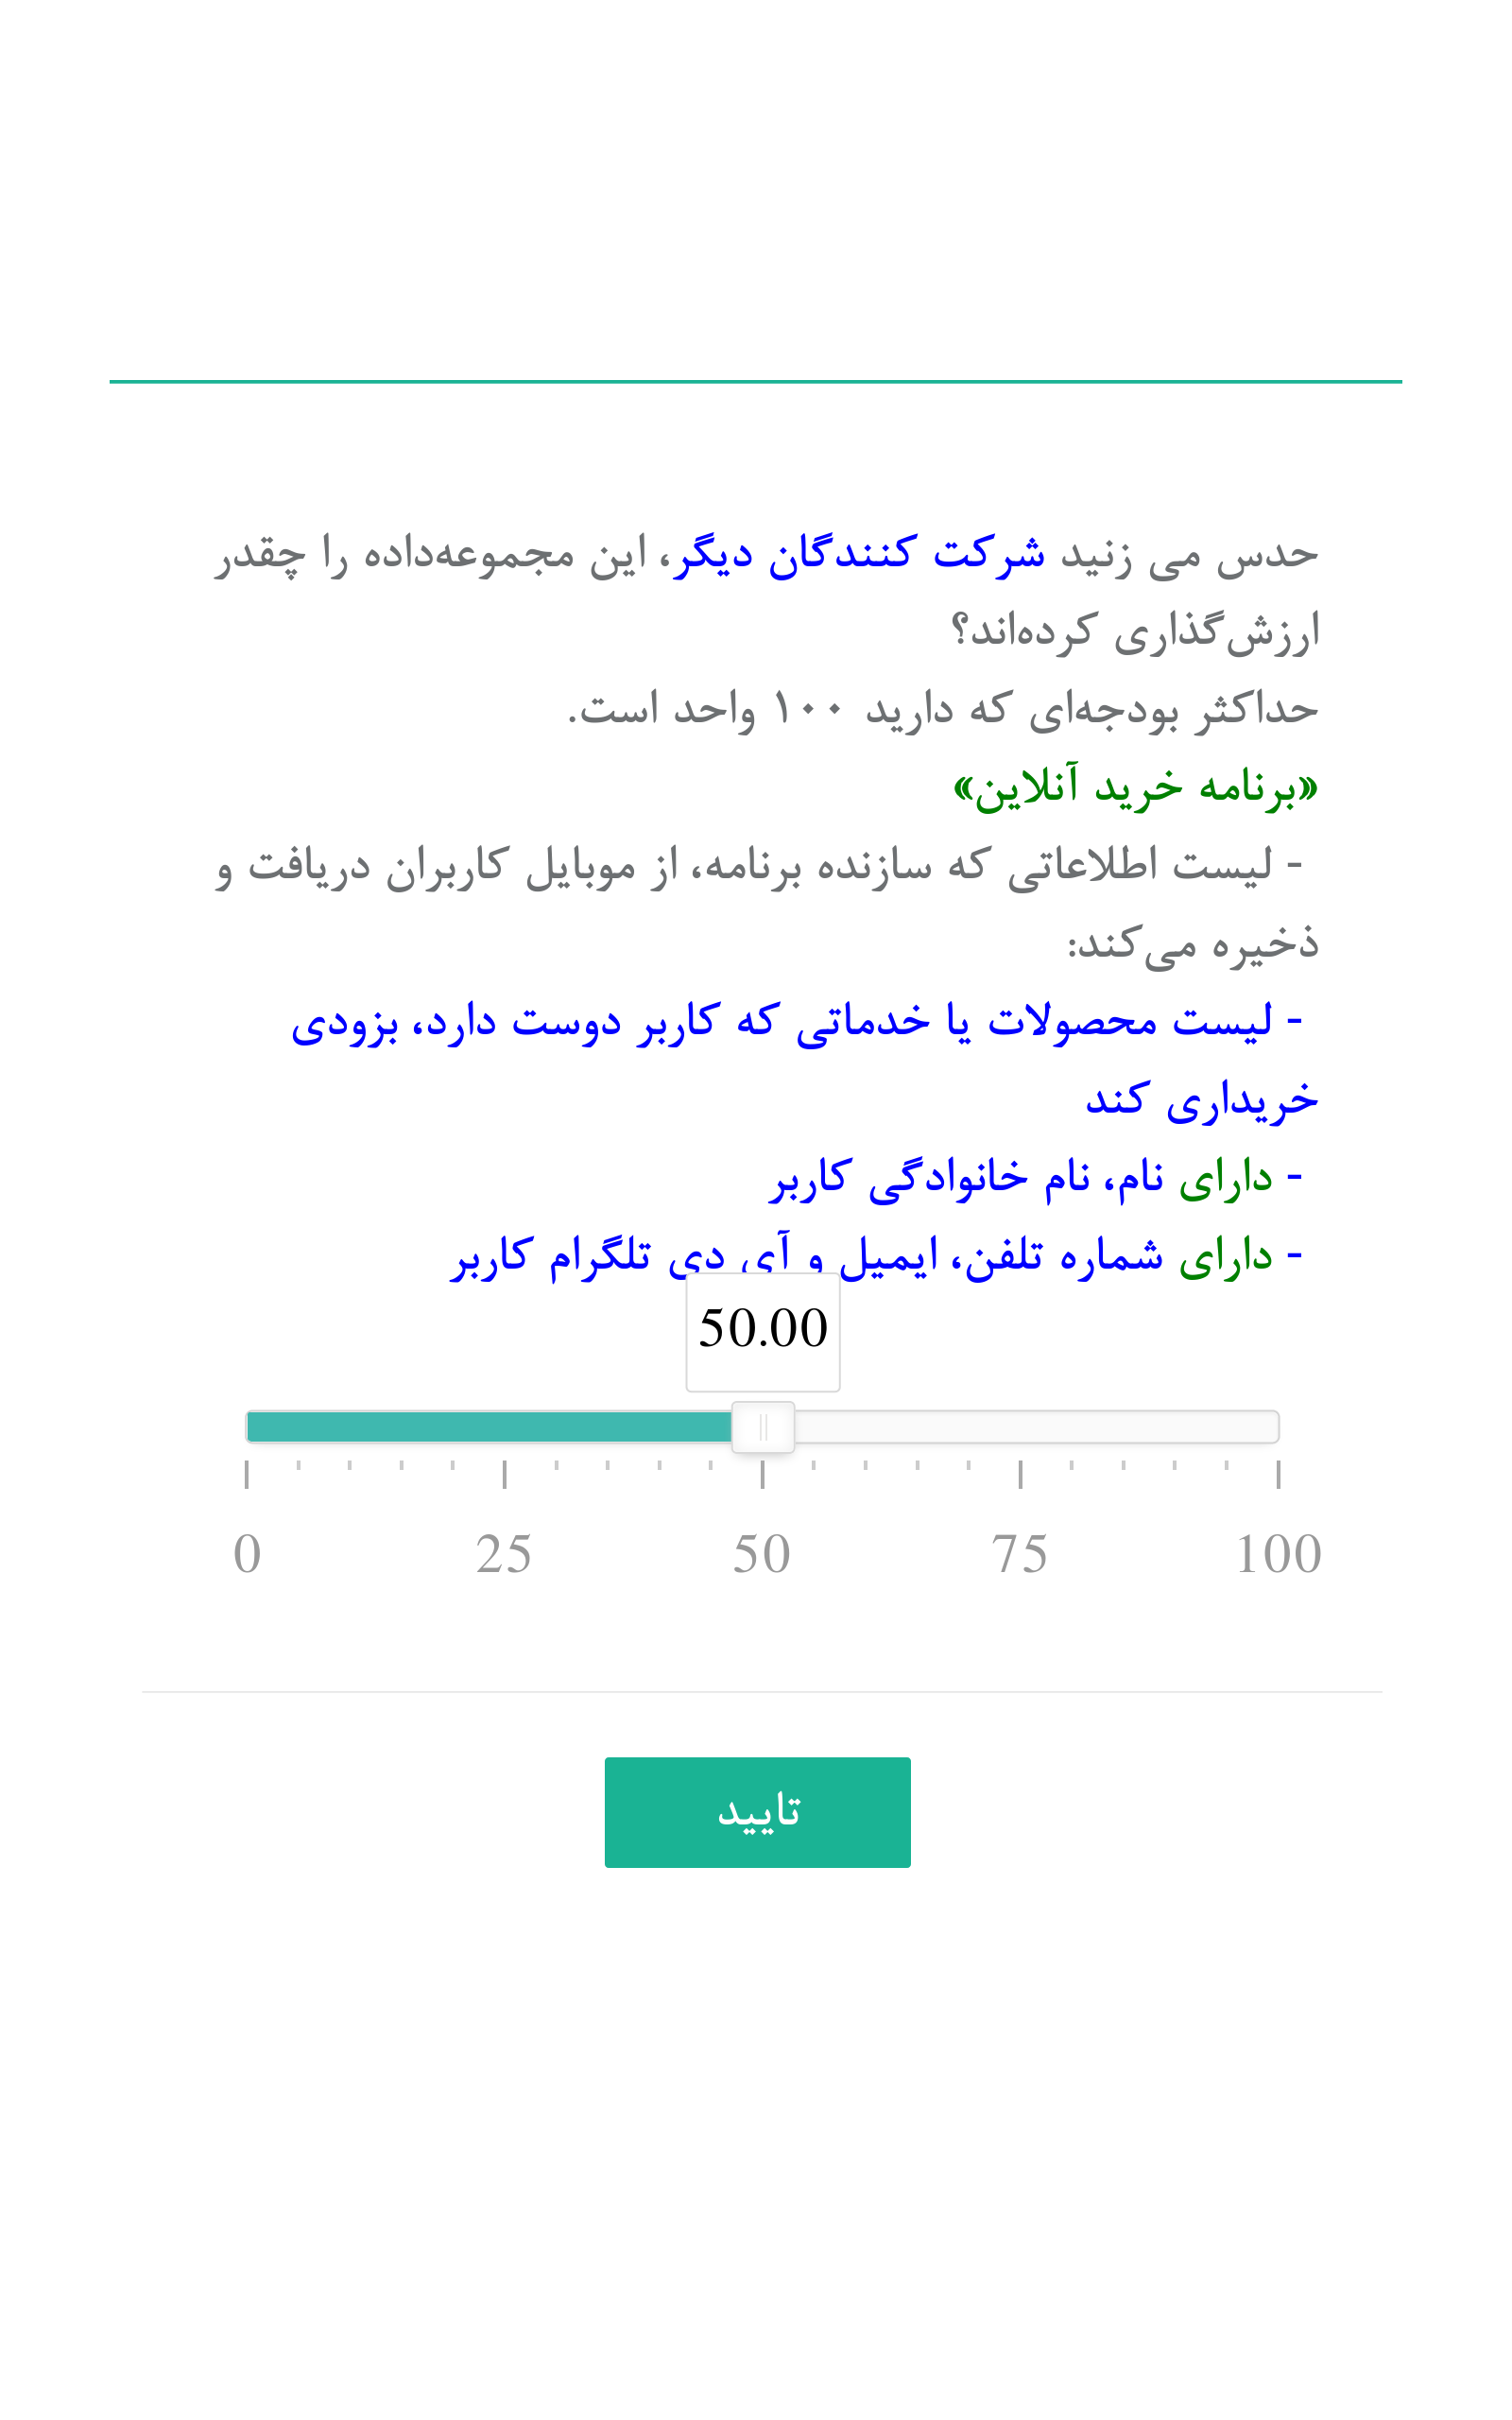 حدس می زنید شرکت کنندگان دیگر، این مجموعه‌داده را چقدر
ارزش‌گذاری کرده‌اند؟
حداکثر بودجه‌ای که دارید ۱۰۰ واحد است.
«برنامه خرید آنلاین»
- لیست اطلاعاتی که سازنده برنامه، از موبایل کاربران دریافت و
ذخیره می‌کند:
- لیست محصولات یا خدماتی که کاربر دوست دارد، بزودی
خریداری کند
- دارای نام، نام خانوادگی کاربر
- دارای شماره تلفن، ایمیل و آی دی تلگرام کاربر
50.00
0 25 50 75 100
تایید